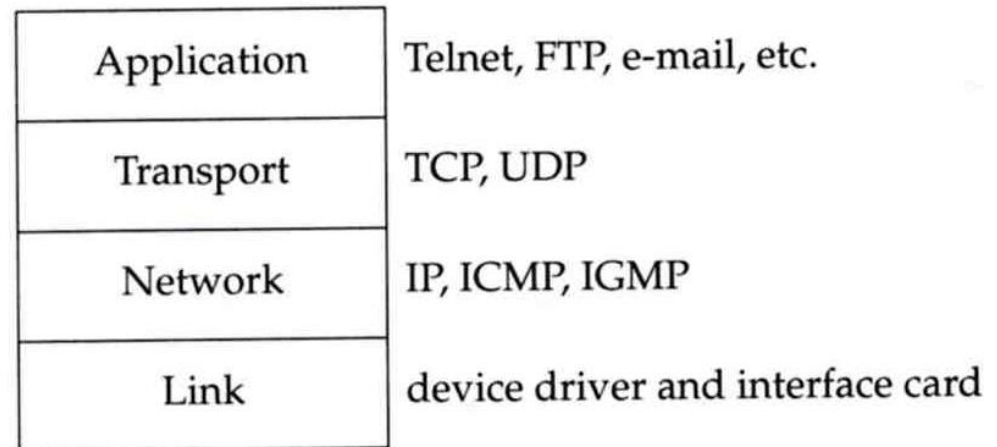 Application Telnet, FTP, e-mail, etc.
Transport TCP, UDP
Network IP, ICMP, IGMP
Link device driver and interface card